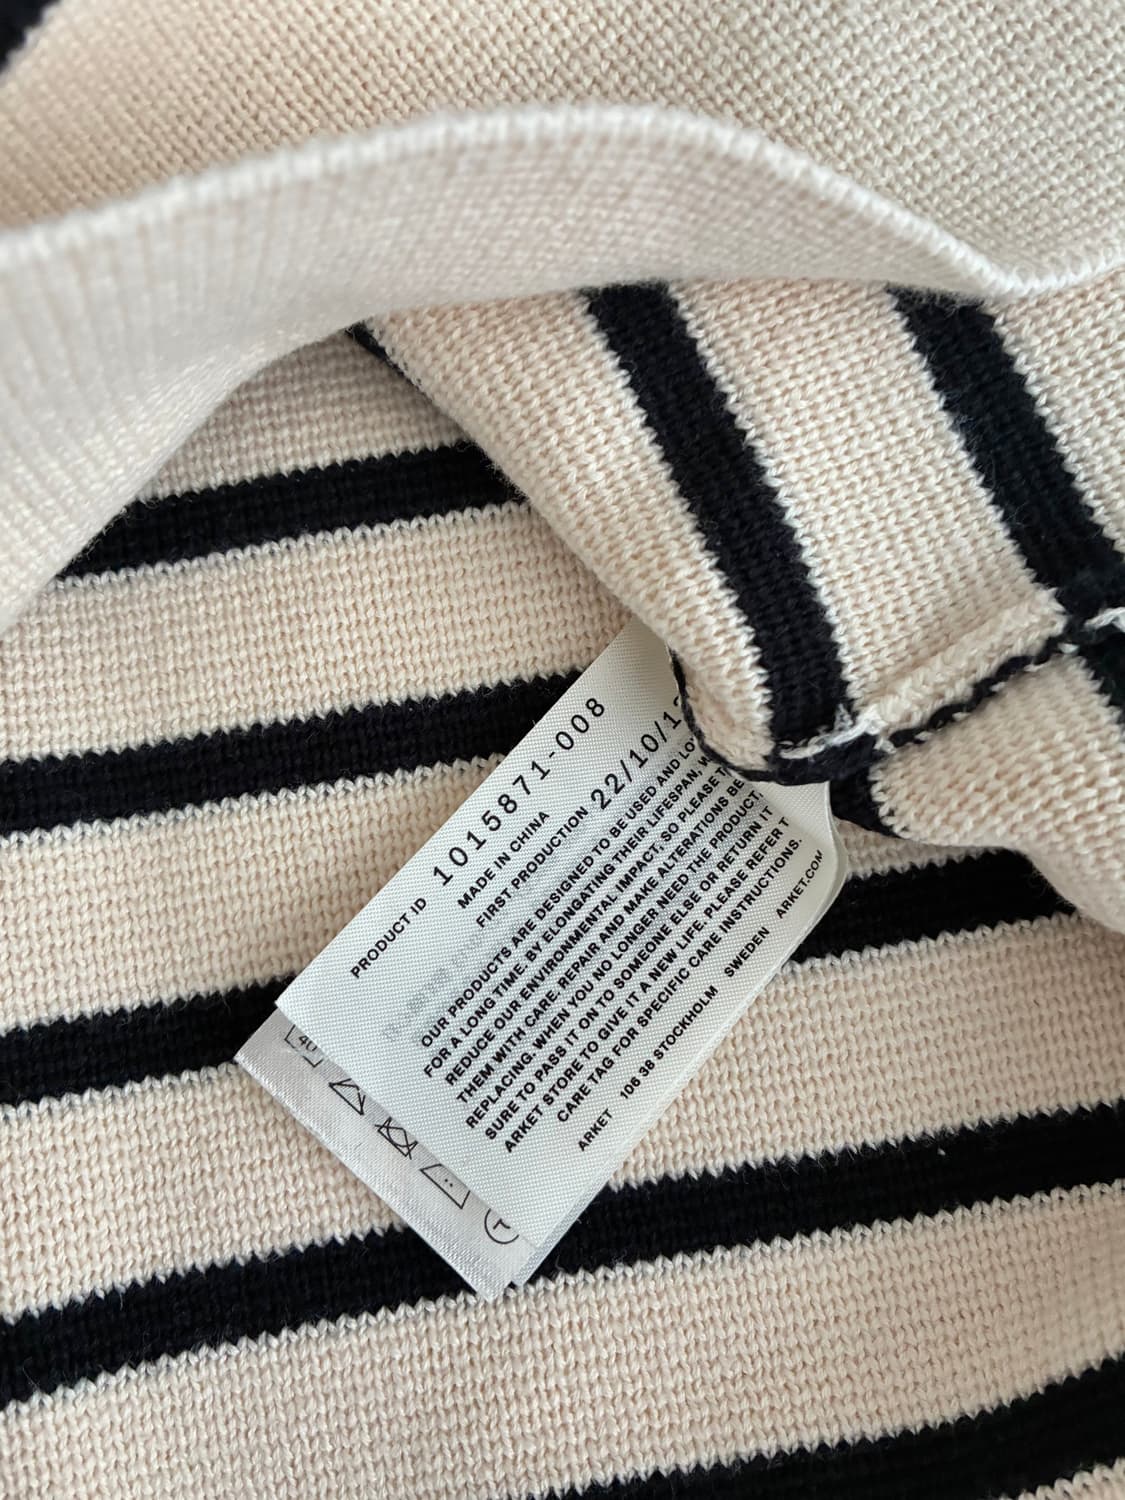 PRODUCT ID 1015871-008
MADE IN CHINA
FIRST PRODUCTION 22/10/1
OUR PRODUCTS ARE DESIGNED TO BE USED AND LO
FOR A LONG TIME. BY ELONGATING THEIR LIFESPAN, W
REDUCE OUR ENVIRONMENTAL IMPACT, SO PLEASE T
THEM WITH CARE. REPAIR AND MAKE ALTERATIONS BE
REPLACING. WHEN YOU NO LONGER NEED THE PRODUCT,
SURE TO PASS IT ON TO SOMEONE ELSE OR RETURN IT
ARKET STORE TO GIVE IT A NEW LIFE. PLEASE REFER T
CARE TAG FOR SPECIFIC CARE INSTRUCTIONS.
ARKET 106 38 STOCKHOLM SWEDEN ARKET.COM
40